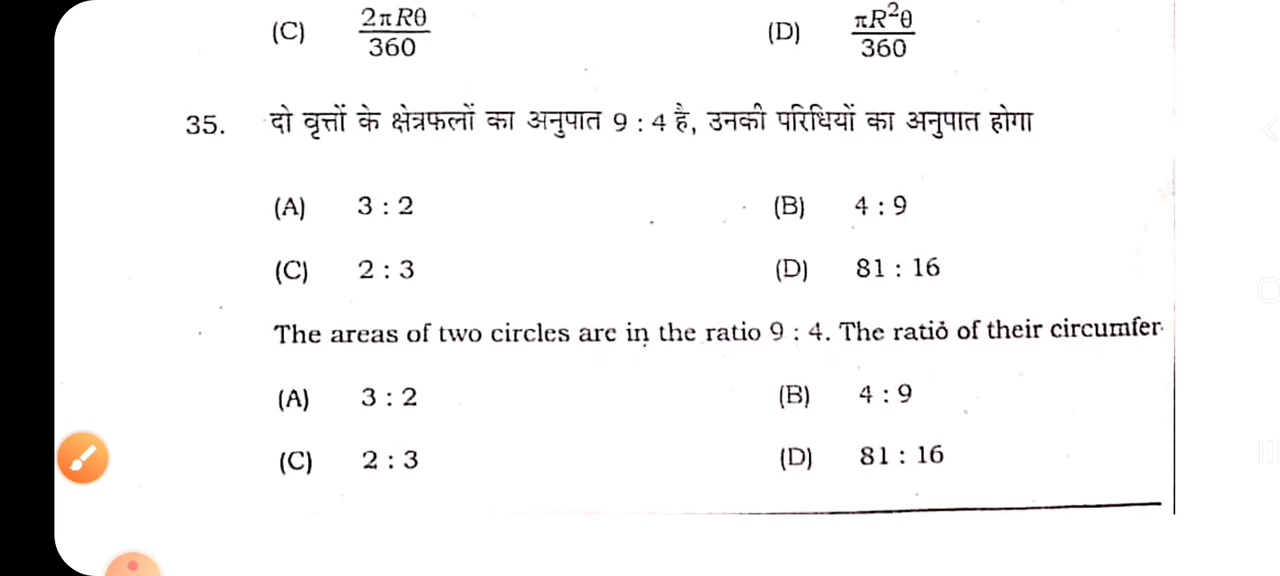 (C) 2πRθ/360 (D) πR²θ/360
35. दो वृत्तों के क्षेत्रफलों का अनुपात 9 : 4 है, उनकी परिधियों का अनुपात होगा
(A) 3 : 2 (B) 4 : 9
(C) 2 : 3 (D) 81 : 16
The areas of two circles are in the ratio 9 : 4. The ratio of their circumfer
(A) 3 : 2 (B) 4 : 9
(C) 2 : 3 (D) 81 : 16